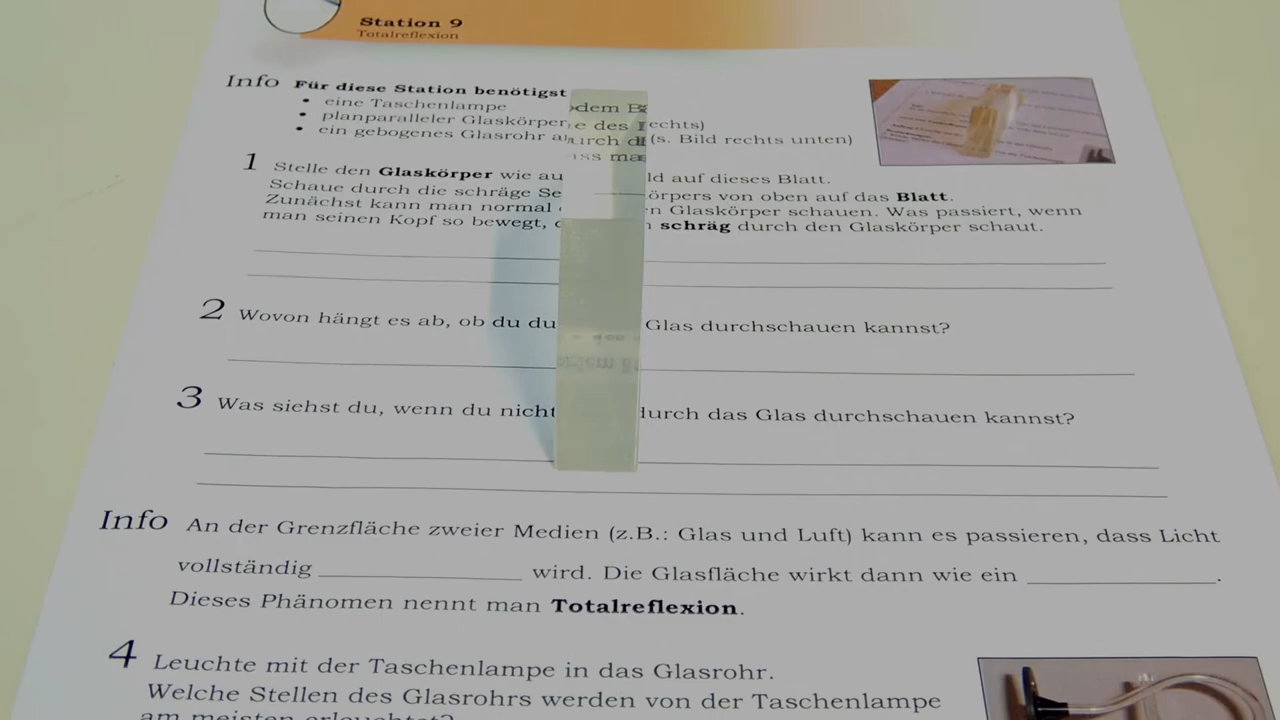 Station 9
Totalreflexion
Info Für diese Station benötigst
• eine Taschenlampe
• planparalleler Glaskörper echts)
• ein gebogenes Glasrohr (s. Bild rechts unten)
1 Stelle den Glaskörper wie ld auf dieses Blatt.
Schaue durch die schräge Se örpers von oben auf das Blatt.
Zunächst kann man normal n Glaskörper schauen. Was passiert, wenn
man seinen Kopf so bewegt, schräg durch den Glaskörper schaut.
2 Wovon hängt es ab, ob du du Glas durchschauen kannst?
3 Was siehst du, wenn du nicht durch das Glas durchschauen kannst?
Info An der Grenzfläche zweier Medien (z.B.: Glas und Luft) kann es passieren, dass Licht
vollständig ____________ wird. Die Glasfläche wirkt dann wie ein ____________.
Dieses Phänomen nennt man Totalreflexion.
4 Leuchte mit der Taschenlampe in das Glasrohr.
Welche Stellen des Glasrohrs werden von der Taschenlampe
am meisten erleuchtet?